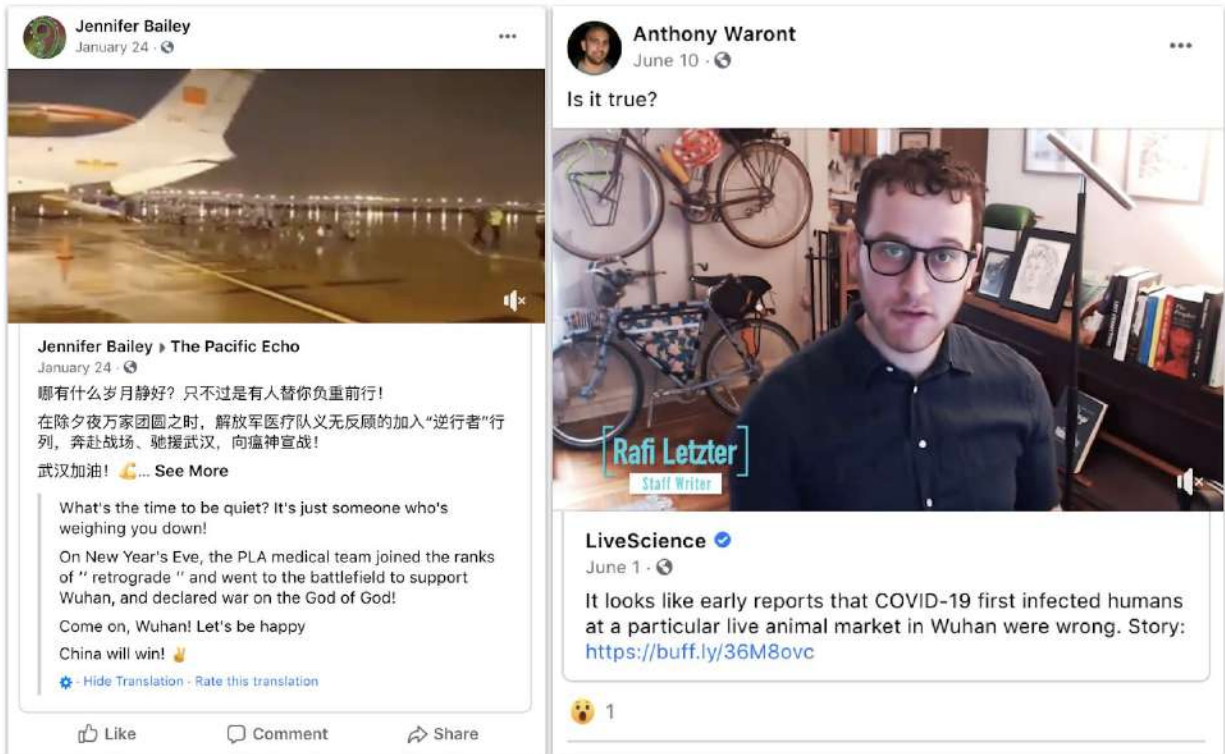 Jennifer Bailey
January 24 ·
Jennifer Bailey ▸ The Pacific Echo
January 24 ·
哪有什么岁月静好？只不过是有人替你负重前行！
在除夕夜万家团圆之时，解放军医疗队义无反顾的加入“逆行者”行
列，奔赴战场、驰援武汉，向瘟神宣战！
武汉加油！💪... See More
What's the time to be quiet? It's just someone who's
weighing you down!
On New Year's Eve, the PLA medical team joined the ranks
of " retrograde " and went to the battlefield to support
Wuhan, and declared war on the God of God!
Come on, Wuhan! Let's be happy
China will win! ✌
· Hide Translation · Rate this translation
Like Comment Share
Anthony Waront
June 10 ·
Is it true?
Rafi Letzter
Staff Writer
LiveScience
June 1 ·
It looks like early reports that COVID-19 first infected humans
at a particular live animal market in Wuhan were wrong. Story:
https://buff.ly/36M8ovc
😮 1